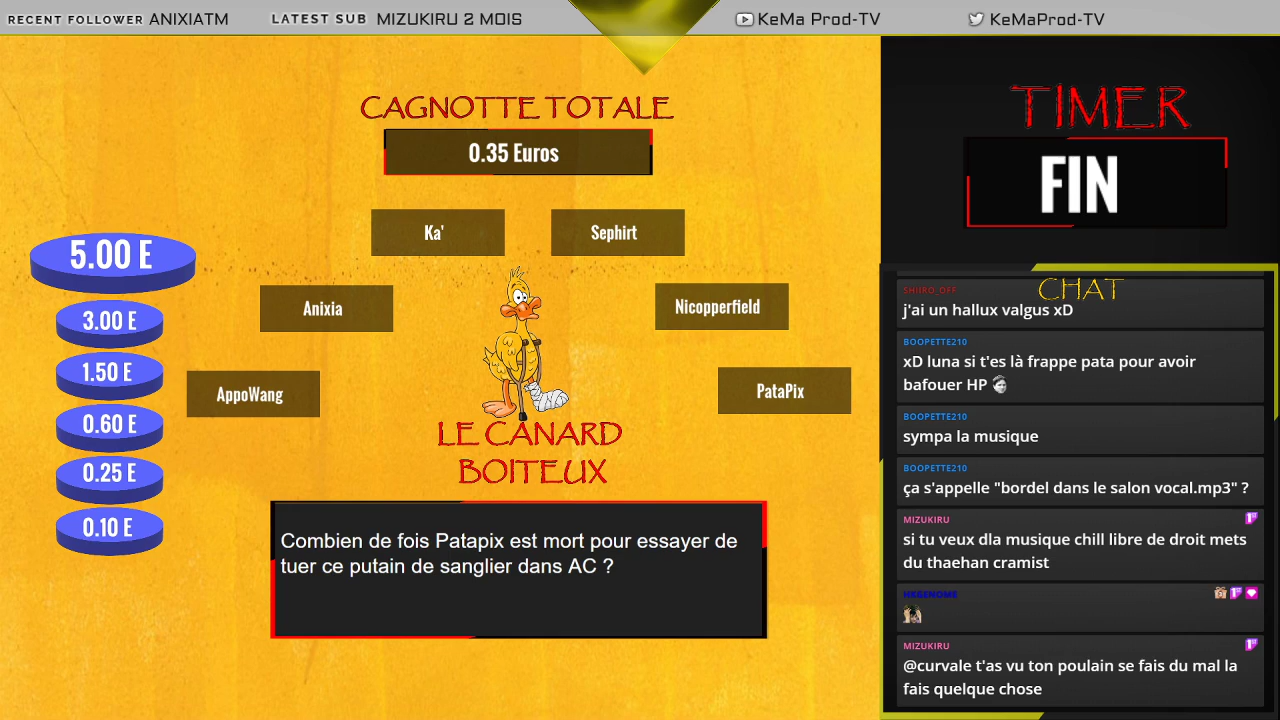 RECENT FOLLOWER ANIXIATM
LATEST SUB MIZUKIRU 2 MOIS
KeMa Prod-TV
KeMaProd-TV
CAGNOTTE TOTALE
0.35 Euros
Ka'
Sephirt
Anixia
Nicopperfield
AppoWang
PataPix
5.00 E
3.00 E
1.50 E
0.60 E
0.25 E
0.10 E
LE CANARD
BOITEUX
Combien de fois Patapix est mort pour essayer de
tuer ce putain de sanglier dans AC ?
TIMER
FIN
CHAT
SHIIRO_OFF
j'ai un hallux valgus xD
BOOPETTE210
xD luna si t'es là frappe pata pour avoir
bafouer HP
BOOPETTE210
sympa la musique
BOOPETTE210
ça s'appelle "bordel dans le salon vocal.mp3" ?
MIZUKIRU
si tu veux dla musique chill libre de droit mets
du thaehan cramist
MIZUKIRU
@curvale t'as vu ton poulain se fais du mal la
fais quelque chose